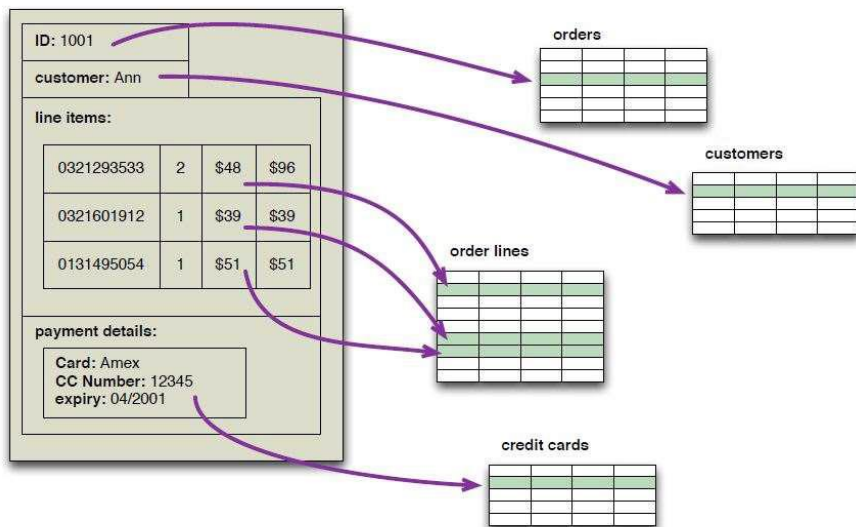 ID: 1001
customer: Ann
line items:
0321293533 2 $48 $96
0321601912 1 $39 $39
0131495054 1 $51 $51
payment details:
Card: Amex
CC Number: 12345
expiry: 04/2001
orders
customers
order lines
credit cards